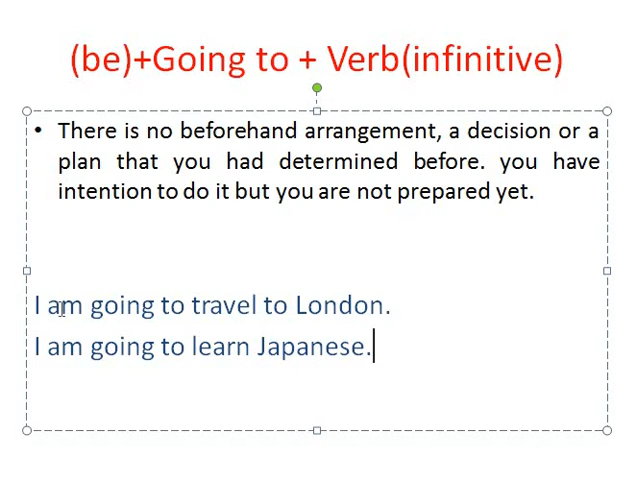 (be)+Going to + Verb(infinitive)
• There is no beforehand arrangement, a decision or a
plan that you had determined before. you have
intention to do it but you are not prepared yet.
I am going to travel to London.
I am going to learn Japanese.